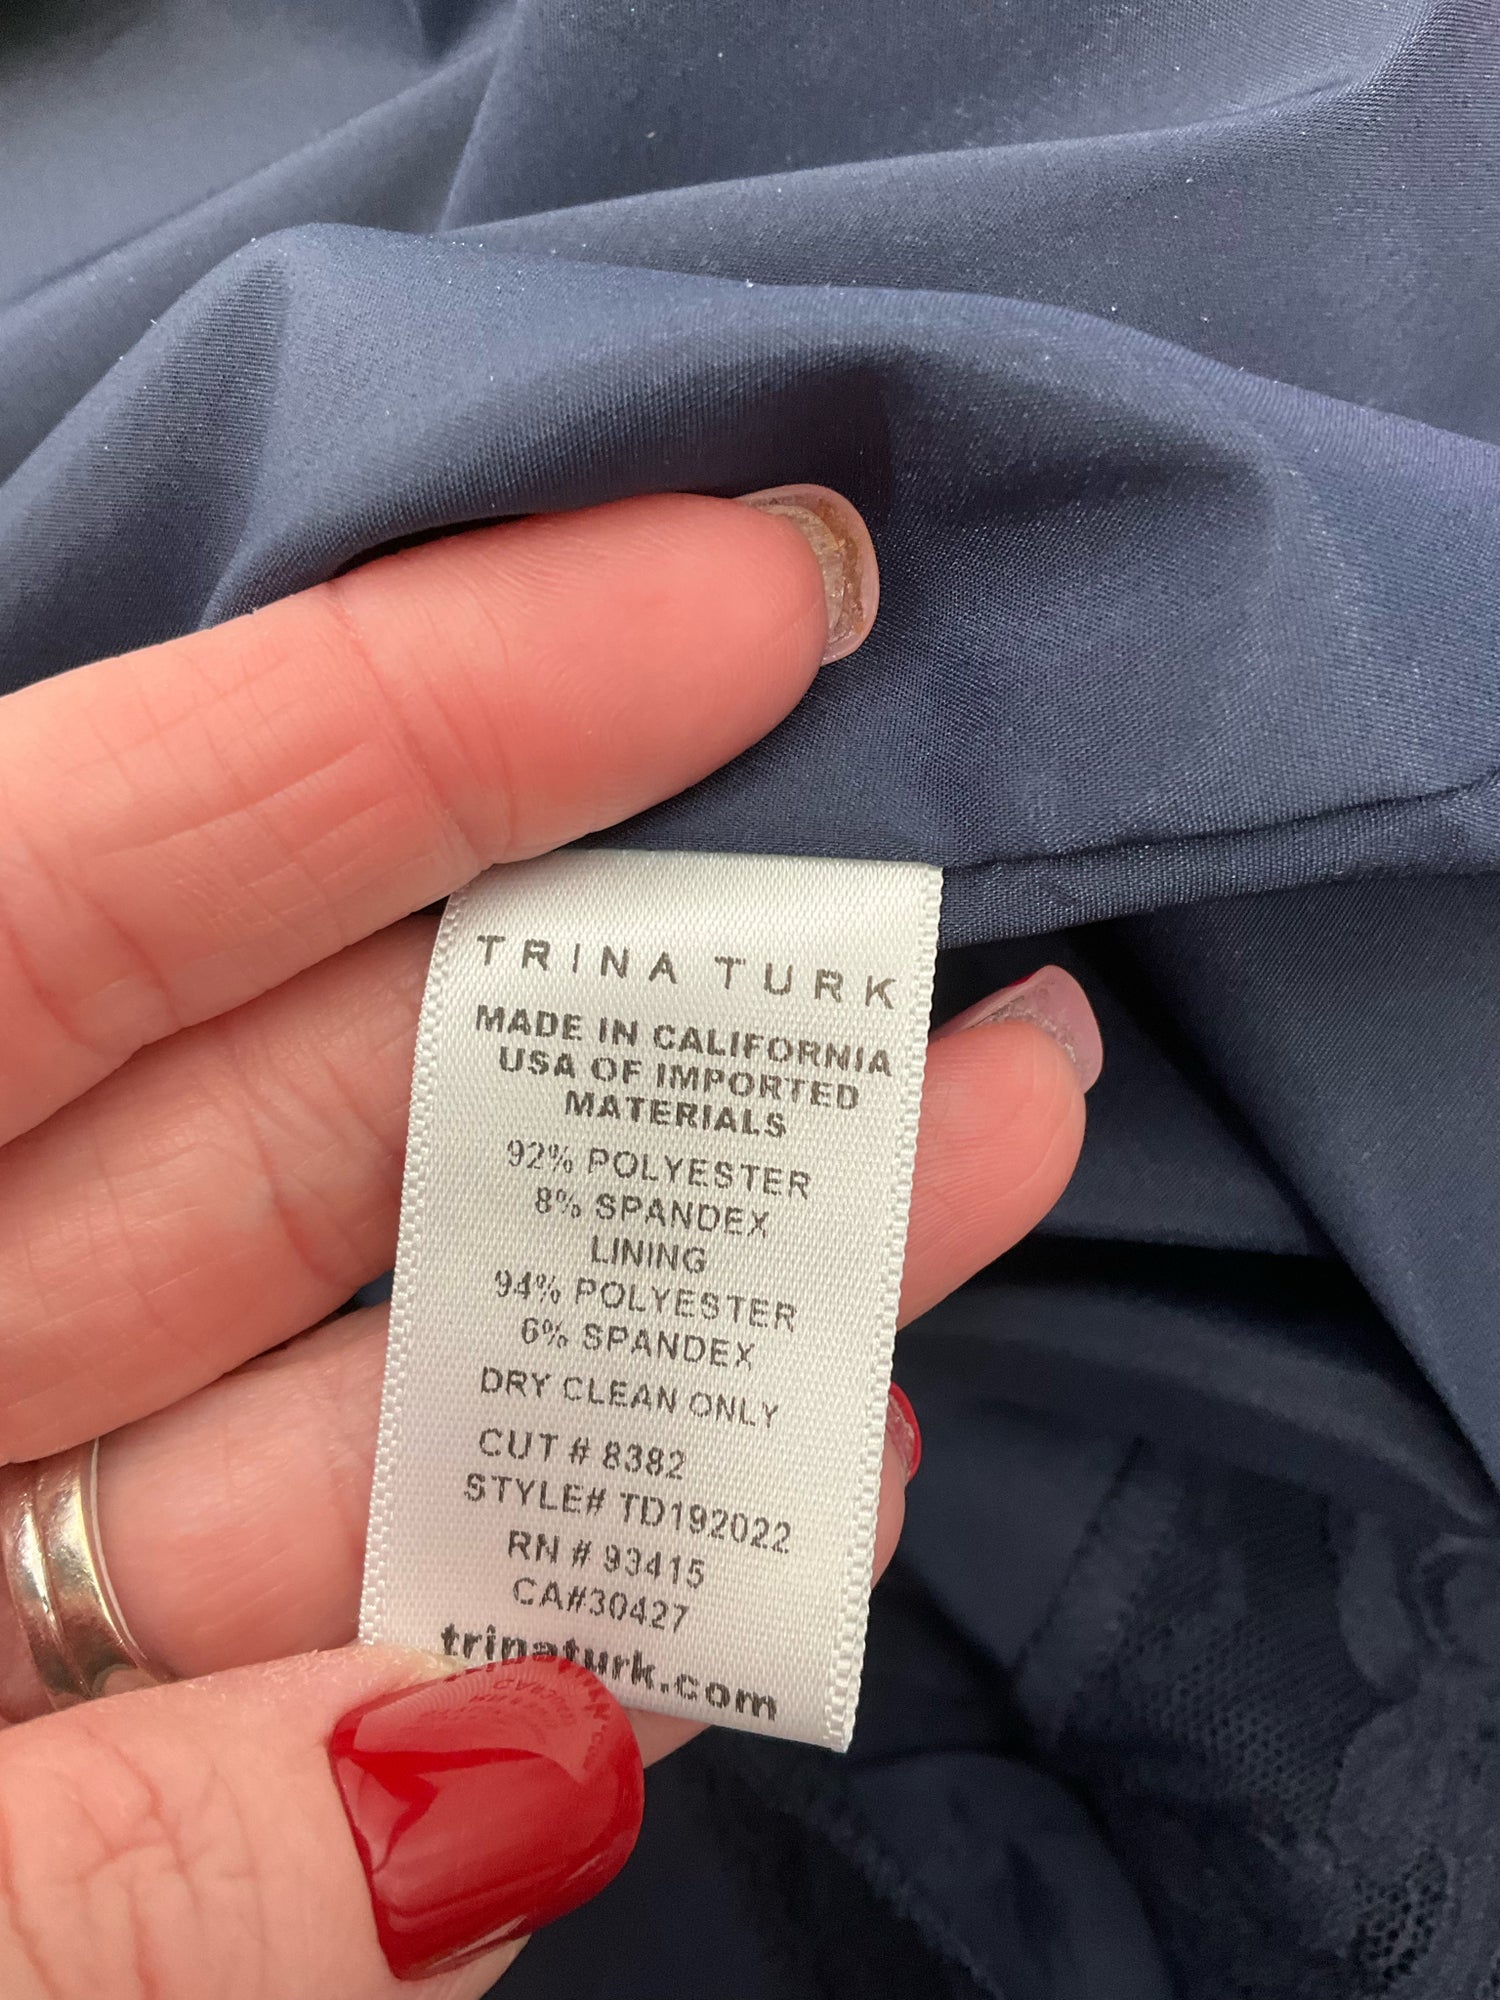 TRINA TURK
MADE IN CALIFORNIA
USA OF IMPORTED
MATERIALS
92% POLYESTER
8% SPANDEX
LINING
94% POLYESTER
6% SPANDEX
DRY CLEAN ONLY
CUT # 8382
STYLE# TD192022
RN # 93415
CA#30427
trinaturk.com